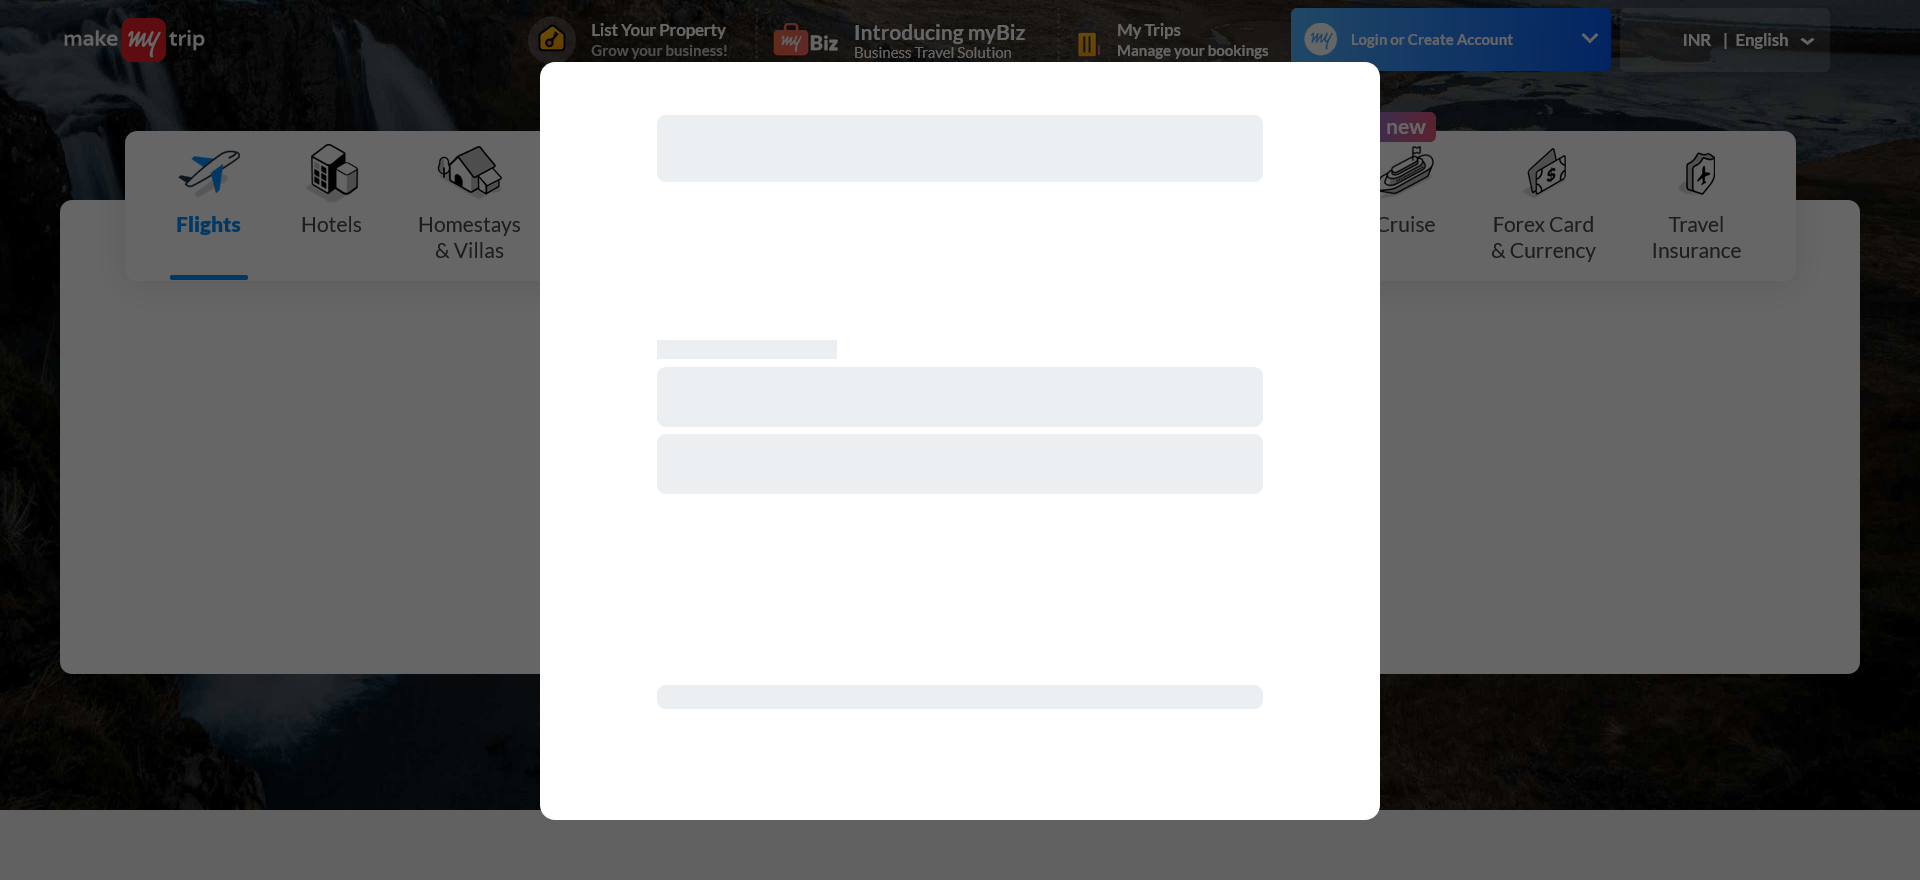 make my trip
List Your Property
Grow your business!
my Biz
Introducing myBiz
Business Travel Solution
My Trips
Manage your bookings
my
Login or Create Account
INR | English
new
Flights
Hotels
Homestays
& Villas
Cruise
Forex Card
& Currency
Travel
Insurance